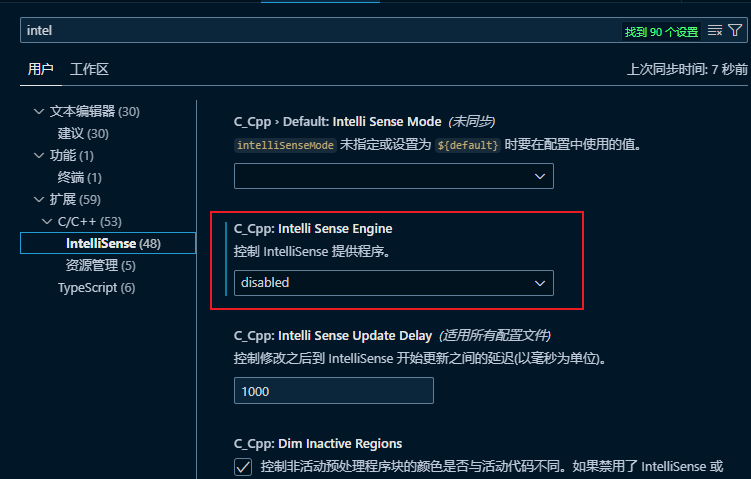 intel
找到 90 个设置
用户
工作区
上次同步时间: 7 秒前
文本编辑器 (30)
建议 (30)
功能 (1)
终端 (1)
扩展 (59)
C/C++ (53)
IntelliSense (48)
资源管理 (5)
TypeScript (6)
C_Cpp › Default: Intelli Sense Mode (未同步)
intelliSenseMode 未指定或设置为 ${default} 时要在配置中使用的值。
C_Cpp: Intelli Sense Engine
控制 IntelliSense 提供程序。
disabled
C_Cpp: Intelli Sense Update Delay (适用所有配置文件)
控制修改之后到 IntelliSense 开始更新之间的延迟(以毫秒为单位)。
1000
C_Cpp: Dim Inactive Regions
控制非活动预处理程序块的颜色是否与活动代码不同。如果禁用了 IntelliSense 或